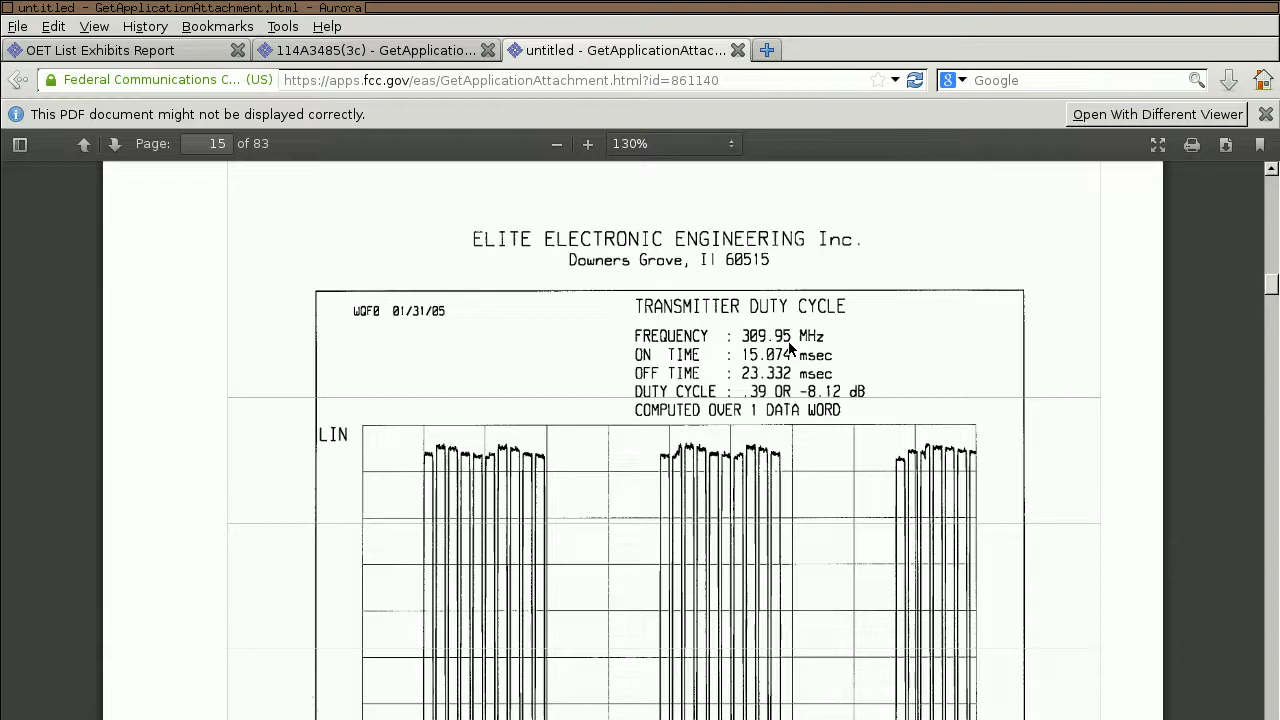 untitled - GetApplicationAttachment.html - Aurora
File Edit View History Bookmarks Tools Help
OET List Exhibits Report
114A3485(3c) - GetApplicatio...
untitled - GetApplicationAttac...
Federal Communications C... (US) https://apps.fcc.gov/eas/GetApplicationAttachment.html?id=861140
Google
This PDF document might not be displayed correctly.
Open With Different Viewer
Page: 15 of 83
130%
ELITE ELECTRONIC ENGINEERING Inc.
Downers Grove, Il 60515
WQF0 01/31/05
TRANSMITTER DUTY CYCLE
FREQUENCY : 309.95 MHz
ON TIME : 15.074 msec
OFF TIME : 23.332 msec
DUTY CYCLE : .39 OR -8.12 dB
COMPUTED OVER 1 DATA WORD
LIN